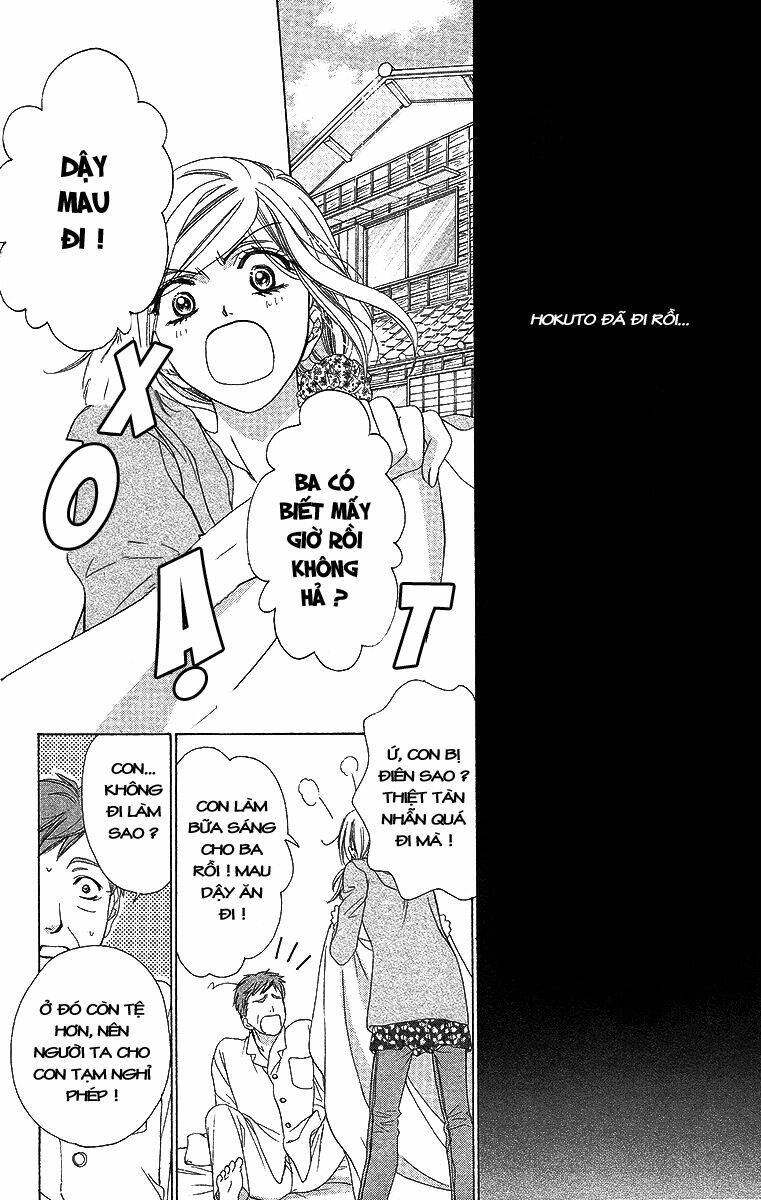 HOKUTO ĐÃ ĐI RỒI...
DẬY
MAU
ĐI !
XOẠT
BA CÓ
BIẾT MẤY
GIỜ RỒI
KHÔNG
HẢ ?
Ứ, CON BỊ
ĐIÊN SAO ?
THIỆT TÀN
NHẪN QUÁ
ĐI MÀ !
CON LÀM
BỮA SÁNG
CHO BA
RỒI ! MAU
DẬY ĂN
ĐI !
CON...
KHÔNG
ĐI LÀM
SAO ?
Ở ĐÓ CÒN TỆ
HƠN, NÊN
NGƯỜI TA CHO
CON TẠM NGHỈ
PHÉP !